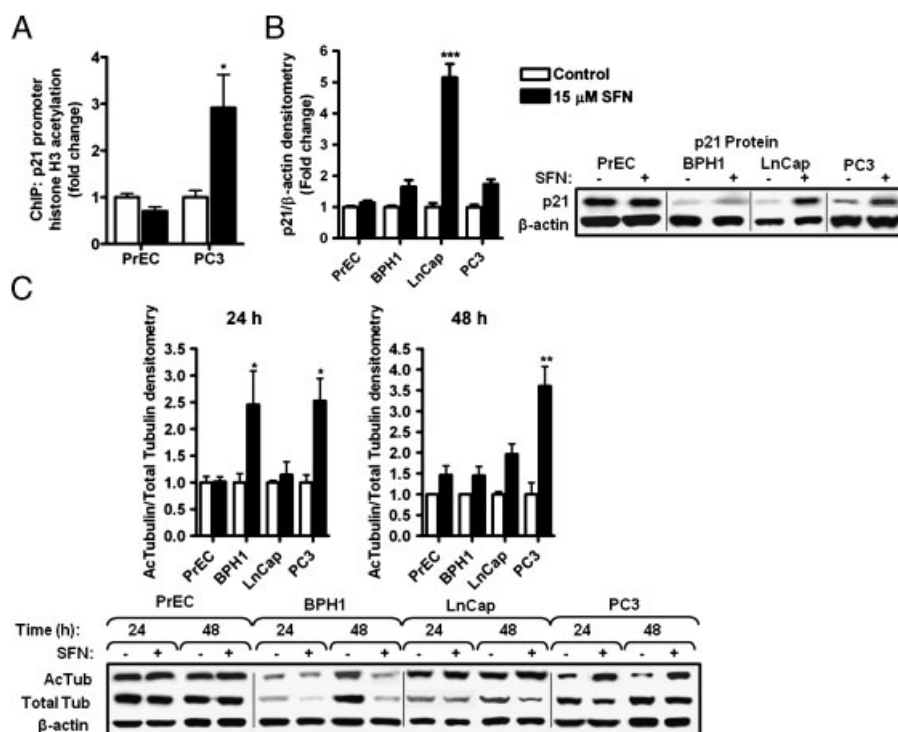 A
ChIP: p21 promoter
histone H3 acetylation
(fold change)
4
3
2
1
0
*
PrEC PC3
B
p21/β-actin densitometry
(Fold change)
6
5
4
3
2
1
0
***
PrEC BPH1 LnCap PC3
Control
15 μM SFN
p21 Protein
PrEC BPH1 LnCap PC3
SFN: - + - + - + - +
p21
β-actin
C
24 h
AcTubulin/Total Tubulin densitometry
3.5
3.0
2.5
2.0
1.5
1.0
0.5
0.0
* *
PrEC BPH1 LnCap PC3
48 h
AcTubulin/Total Tubulin densitometry
4.5
4.0
3.5
3.0
2.5
2.0
1.5
1.0
0.5
0.0
**
PrEC BPH1 LnCap PC3
PrEC BPH1 LnCap PC3
Time (h): 24 48 24 48 24 48 24 48
SFN: - + - + - + - + - + - + - + - +
AcTub
Total Tub
β-actin